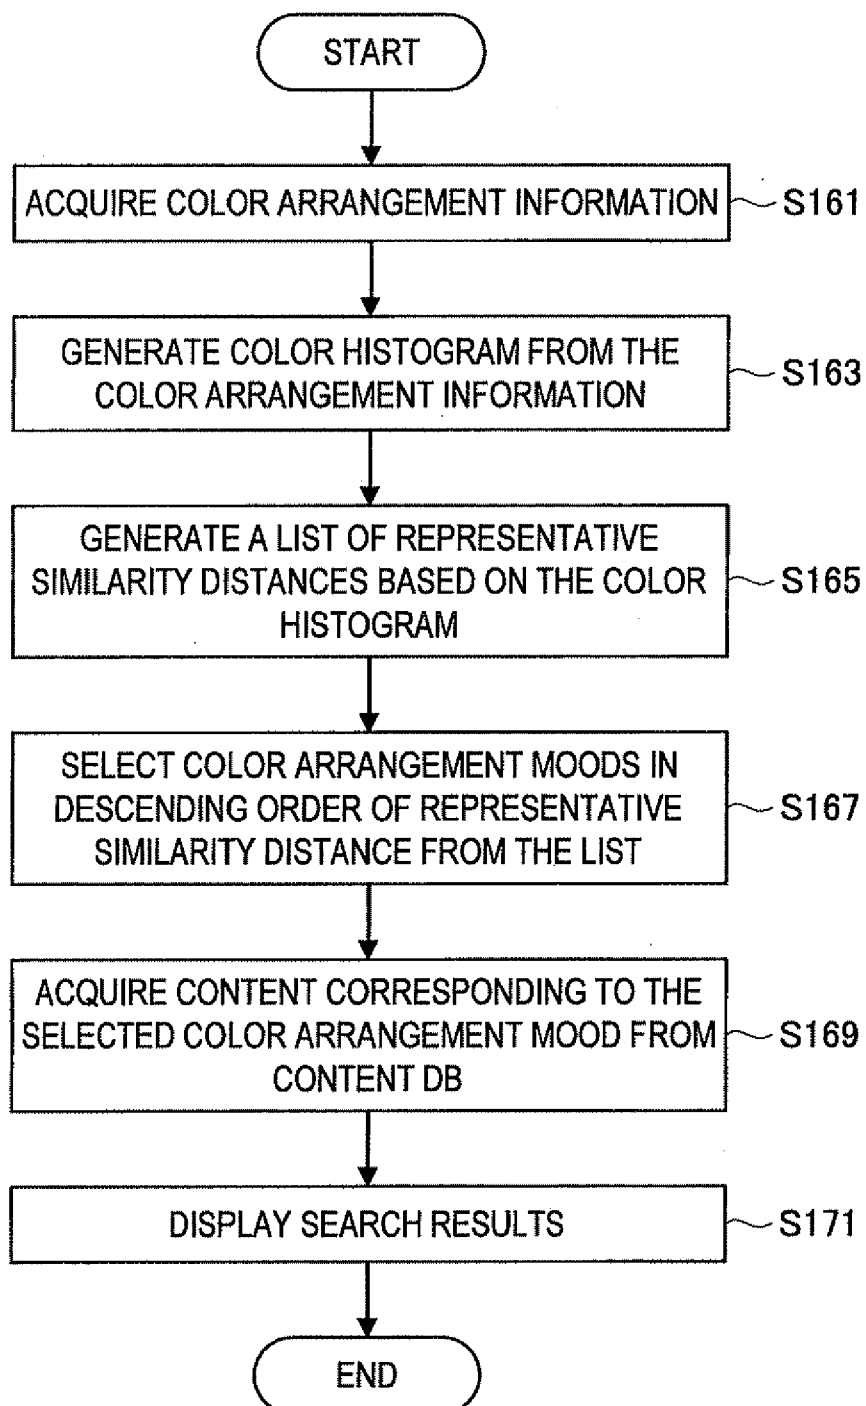 START
ACQUIRE COLOR ARRANGEMENT INFORMATION
S161
GENERATE COLOR HISTOGRAM FROM THE
COLOR ARRANGEMENT INFORMATION
S163
GENERATE A LIST OF REPRESENTATIVE
SIMILARITY DISTANCES BASED ON THE COLOR
HISTOGRAM
S165
SELECT COLOR ARRANGEMENT MOODS IN
DESCENDING ORDER OF REPRESENTATIVE
SIMILARITY DISTANCE FROM THE LIST
S167
ACQUIRE CONTENT CORRESPONDING TO THE
SELECTED COLOR ARRANGEMENT MOOD FROM
CONTENT DB
S169
DISPLAY SEARCH RESULTS
S171
END